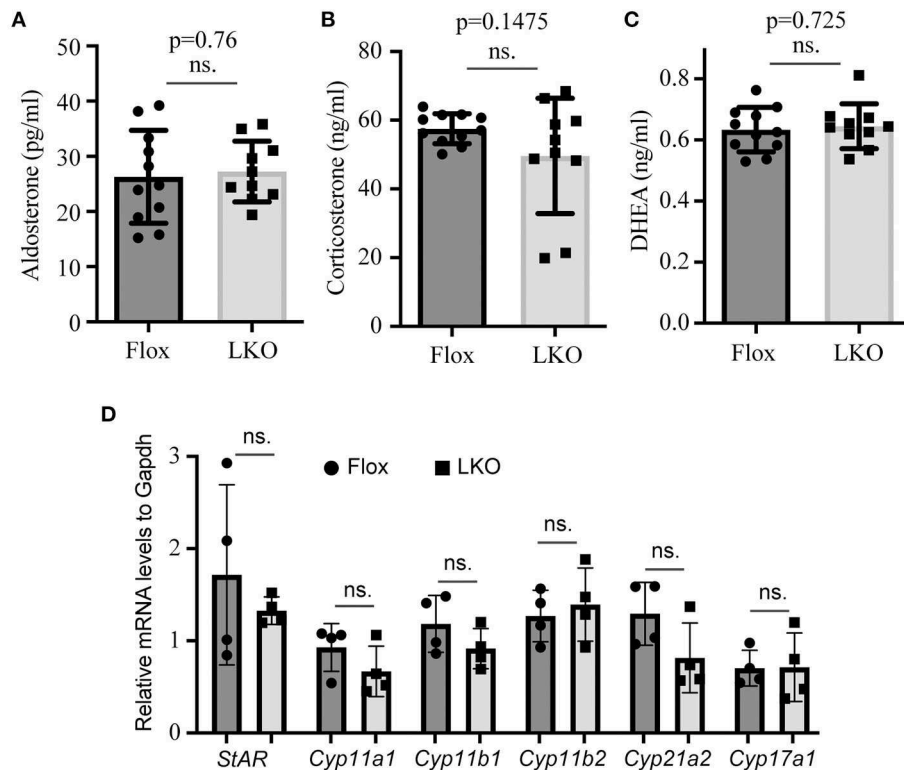 A
p=0.76
ns.
Aldosterone (pg/ml)
50
40
30
20
10
0
Flox LKO
B
p=0.1475
ns.
Corticosterone (ng/ml)
80
60
40
20
0
Flox LKO
C
p=0.725
ns.
DHEA (ng/ml)
0.8
0.6
0.4
0.2
0.0
Flox LKO
D
Relative mRNA levels to Gapdh
3
2
1
0
Flox LKO
ns. ns. ns. ns. ns. ns.
StAR Cyp11a1 Cyp11b1 Cyp11b2 Cyp21a2 Cyp17a1